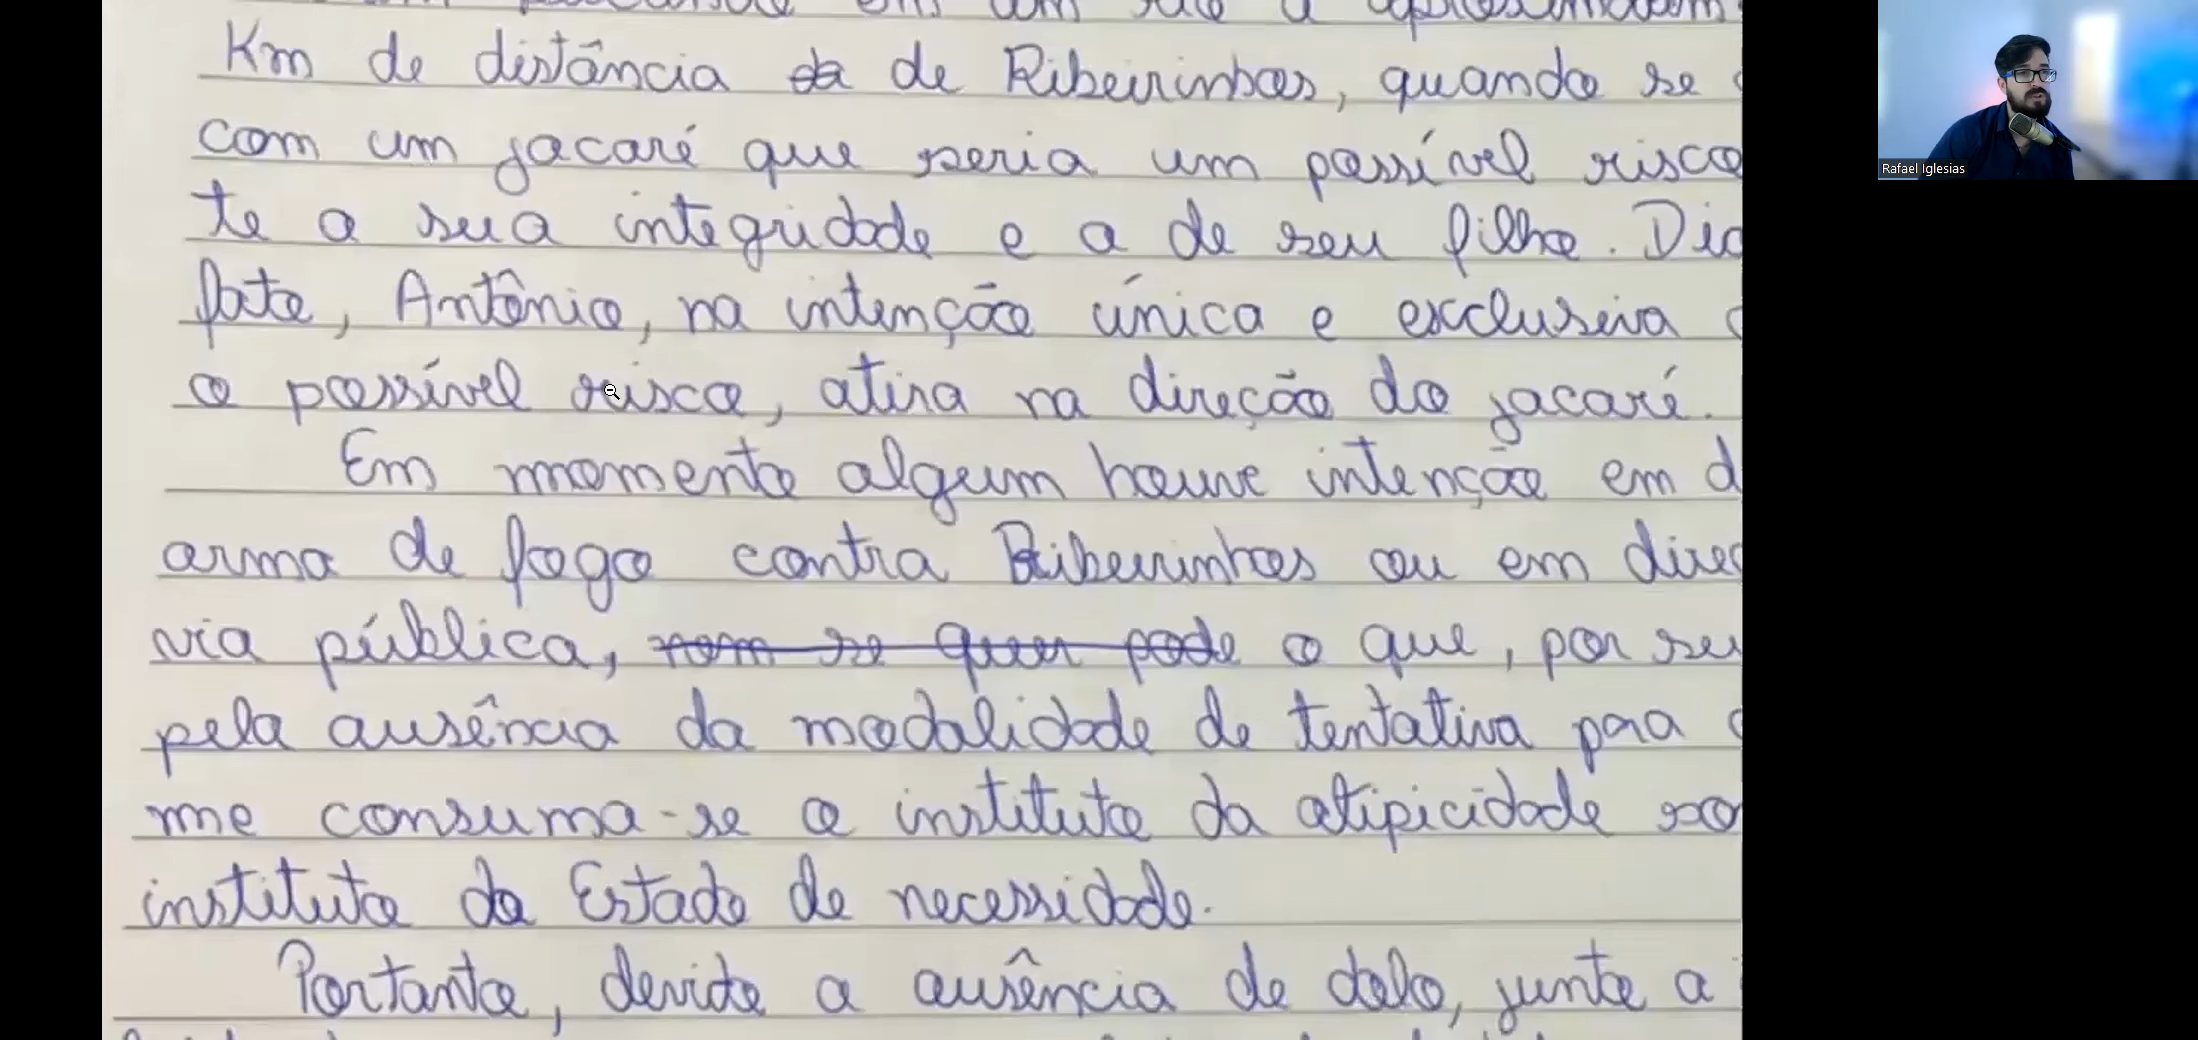 Km de distância da de Ribeirinhos, quando se
com um jacaré que seria um possível risco
te a sua integridade e a de seu filho.
fato, Antônio, na intenção única e exclusiva
o possível risco, atira na direção do jacaré.
Em momento algum houve intenção em
arma de fogo contra Ribeirinhos ou em
via pública, nem se quer pode o que, por seu
pela ausência da modalidade de tentativa para
me consuma-se o instituto da atipicidade
instituto do Estado de necessidade.
Portanto, devido a ausência de dolo, junto a
Rafael Iglesias